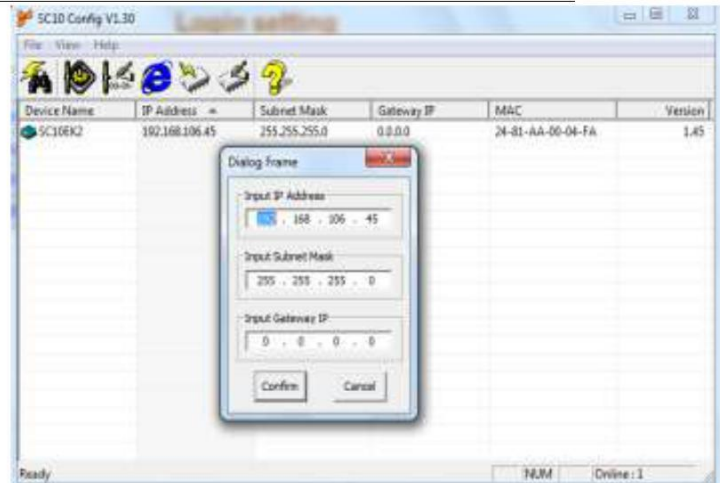 SC10 Config V1.30
Login setting
File View Help
Device Name IP Address Subnet Mask Gateway IP MAC Version
SC10EK2 192.168.106.45 255.255.255.0 0.0.0.0 24-81-AA-00-04-FA 1.45
Dialog Frame
Input IP Address
192 . 168 . 106 . 45
Input Subnet Mask
255 . 255 . 255 . 0
Input Gateway IP
0 . 0 . 0 . 0
Confirm Cancel
Ready NUM Online : 1